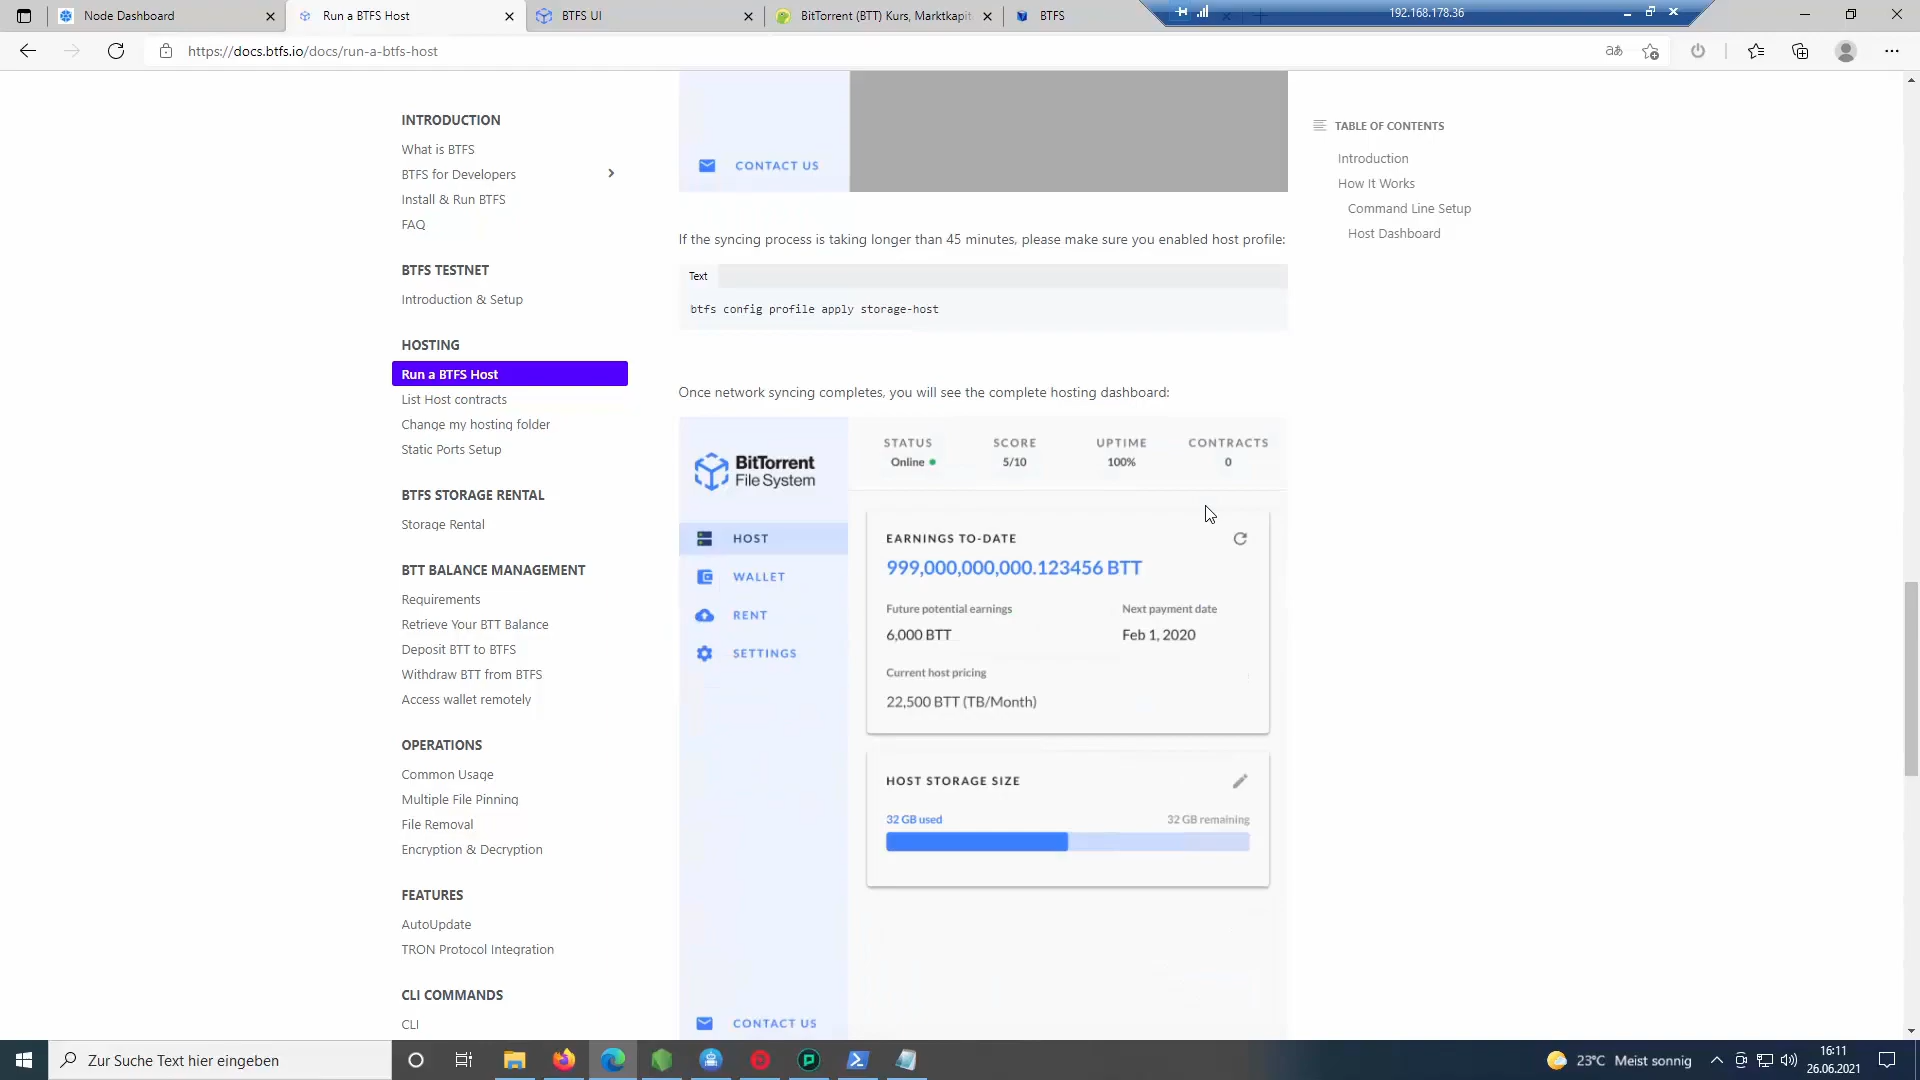 Node Dashboard
Run a BTFS Host
BTFS UI
BitTorrent (BTT) Kurs, Marktkapit
BTFS
192.168.178.36
https://docs.btfs.io/docs/run-a-btfs-host
aあ
INTRODUCTION
What is BTFS
BTFS for Developers
Install & Run BTFS
FAQ
BTFS TESTNET
Introduction & Setup
HOSTING
Run a BTFS Host
List Host contracts
Change my hosting folder
Static Ports Setup
BTFS STORAGE RENTAL
Storage Rental
BTT BALANCE MANAGEMENT
Requirements
Retrieve Your BTT Balance
Deposit BTT to BTFS
Withdraw BTT from BTFS
Access wallet remotely
OPERATIONS
Common Usage
Multiple File Pinning
File Removal
Encryption & Decryption
FEATURES
AutoUpdate
TRON Protocol Integration
CLI COMMANDS
CLI
CONTACT US
If the syncing process is taking longer than 45 minutes, please make sure you enabled host profile:
Text
btfs config profile apply storage-host
Once network syncing completes, you will see the complete hosting dashboard:
BitTorrent
File System
HOST
WALLET
RENT
SETTINGS
CONTACT US
STATUS
Online
SCORE
5/10
UPTIME
100%
CONTRACTS
0
EARNINGS TO-DATE
999,000,000,000.123456 BTT
Future potential earnings
6,000 BTT
Next payment date
Feb 1, 2020
Current host pricing
22,500 BTT (TB/Month)
HOST STORAGE SIZE
32 GB used
32 GB remaining
TABLE OF CONTENTS
Introduction
How It Works
Command Line Setup
Host Dashboard
Zur Suche Text hier eingeben
23°C Meist sonnig
16:11
26.06.2021